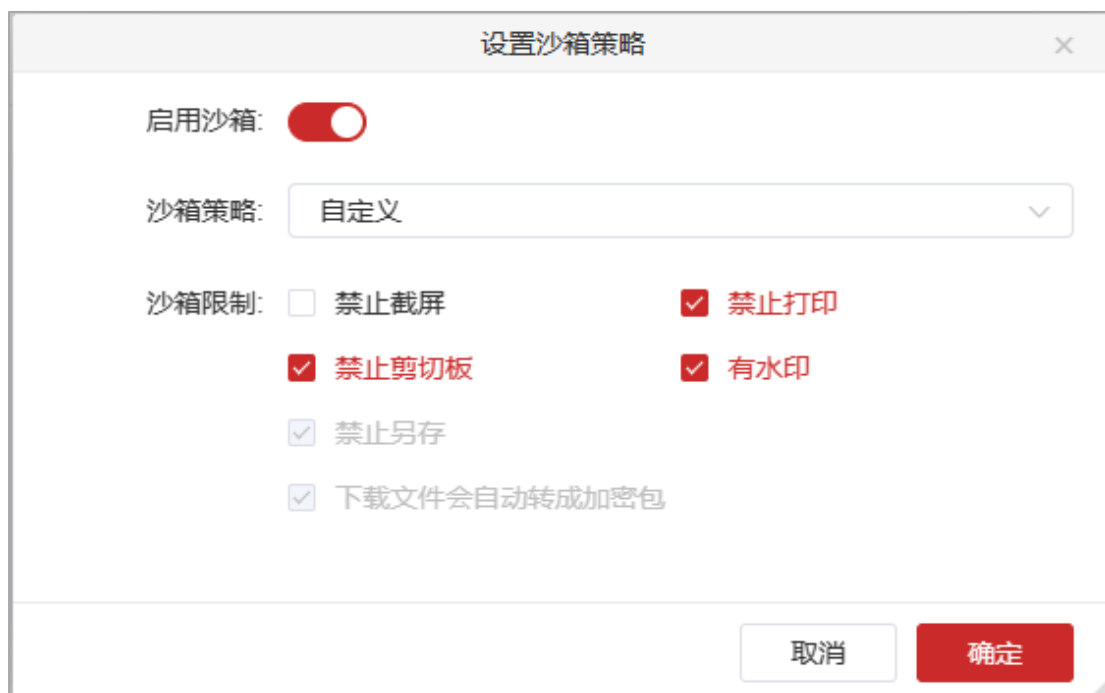 设置沙箱策略
启用沙箱:
沙箱策略: 自定义
沙箱限制: 禁止截屏 禁止打印
禁止剪切板 有水印
禁止另存
下载文件会自动转成加密包
取消 确定